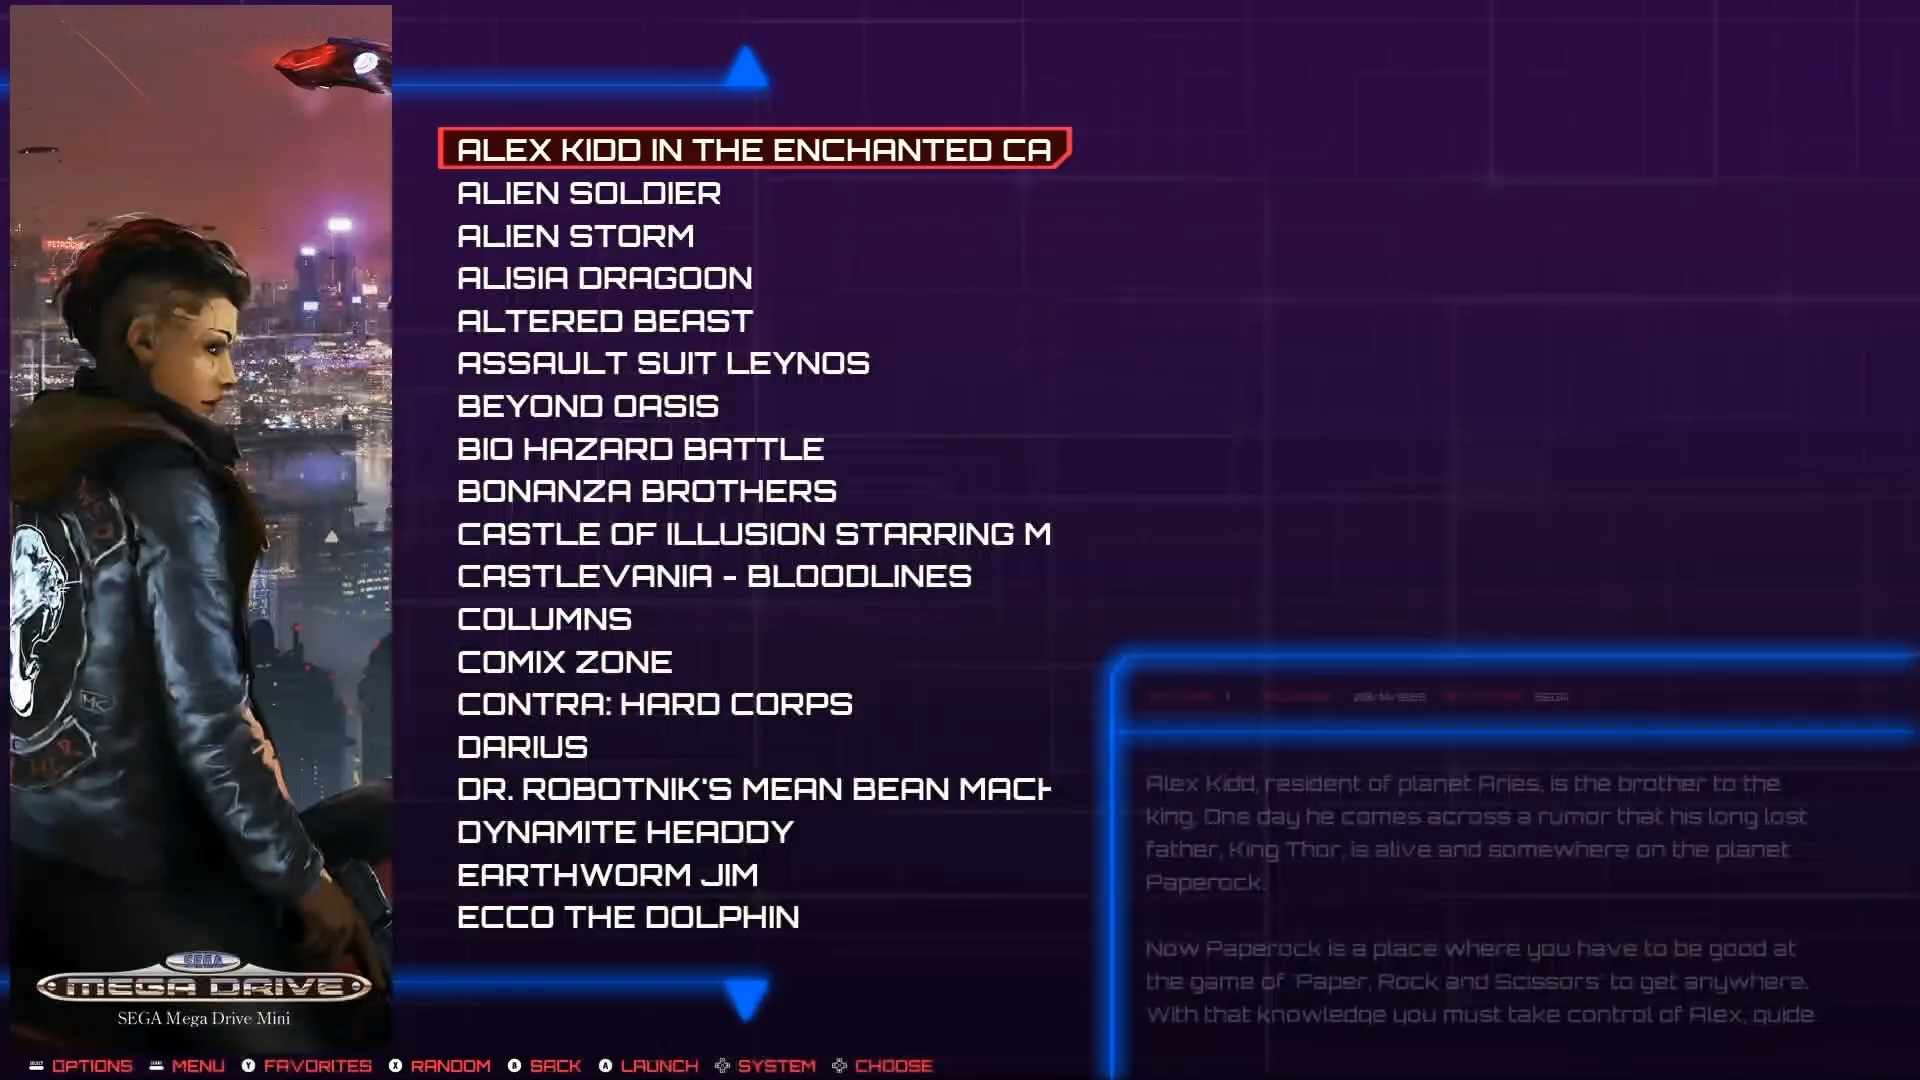 ALEX KIDD IN THE ENCHANTED CA
ALIEN SOLDIER
ALIEN STORM
ALISIA DRAGOON
ALTERED BEAST
ASSAULT SUIT LEYNOS
BEYOND OASIS
BIO HAZARD BATTLE
BONANZA BROTHERS
CASTLE OF ILLUSION STARRING M
CASTLEVANIA - BLOODLINES
COLUMNS
COMIX ZONE
CONTRA: HARD CORPS
DARIUS
DR. ROBOTNIK'S MEAN BEAN MACH
DYNAMITE HEADDY
EARTHWORM JIM
ECCO THE DOLPHIN
1 SEGA
Alex Kidd, resident of planet Aries, is the brother to the
king. One day he comes across a rumor that his long lost
father, King Thor, is alive and somewhere on the planet
Paperock.
Now Paperock is a place where you have to be good at
the game of 'Paper, Rock and Scissors' to get anywhere.
With that knowledge you must take control of Alex, guide
MC
SEGA
MEGA DRIVE
SEGA Mega Drive Mini
SELECT OPTIONS START MENU Y FAVORITES X RANDOM B BACK A LAUNCH SYSTEM CHOOSE